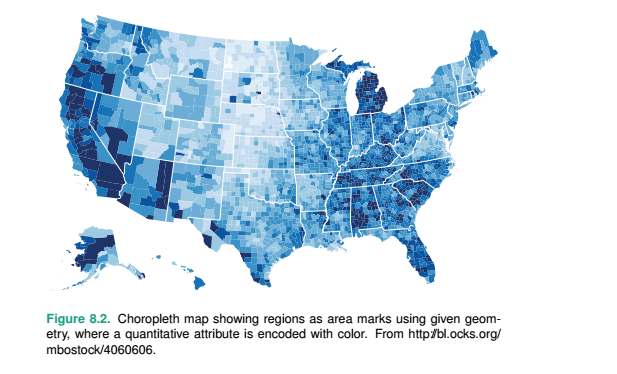 Figure 8.2. Choropleth map showing regions as area marks using given geom-
etry, where a quantitative attribute is encoded with color. From http://bl.ocks.org/
mbostock/4060606.